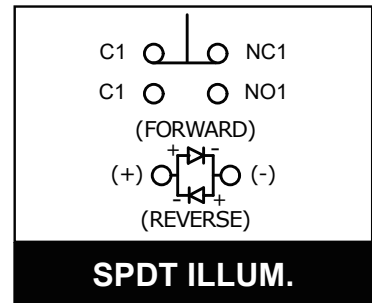 C1 NC1
C1 NO1
(FORWARD)
+ -
(+) (-)
- +
(REVERSE)
SPDT ILLUM.